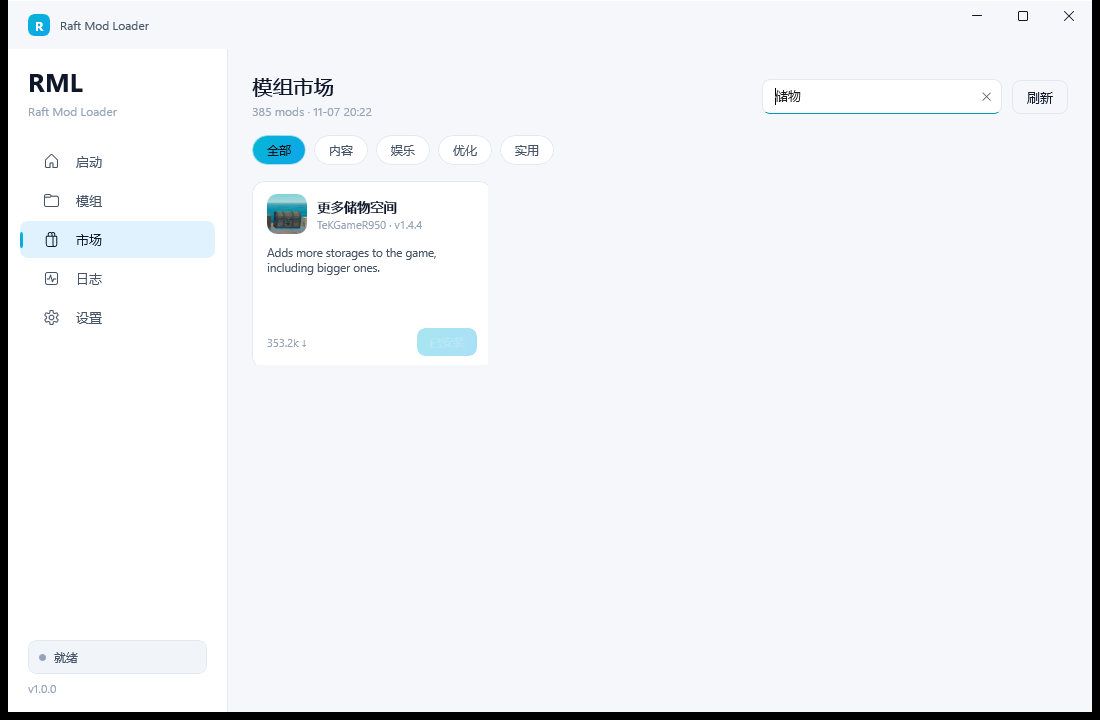 R Raft Mod Loader
RML
Raft Mod Loader
启动
模组
市场
日志
设置
就绪
v1.0.0
模组市场
385 mods · 11-07 20:22
储物
刷新
全部 内容 娱乐 优化 实用
更多储物空间
TeKGameR950 · v1.4.4
Adds more storages to the game,
including bigger ones.
353.2k ↓